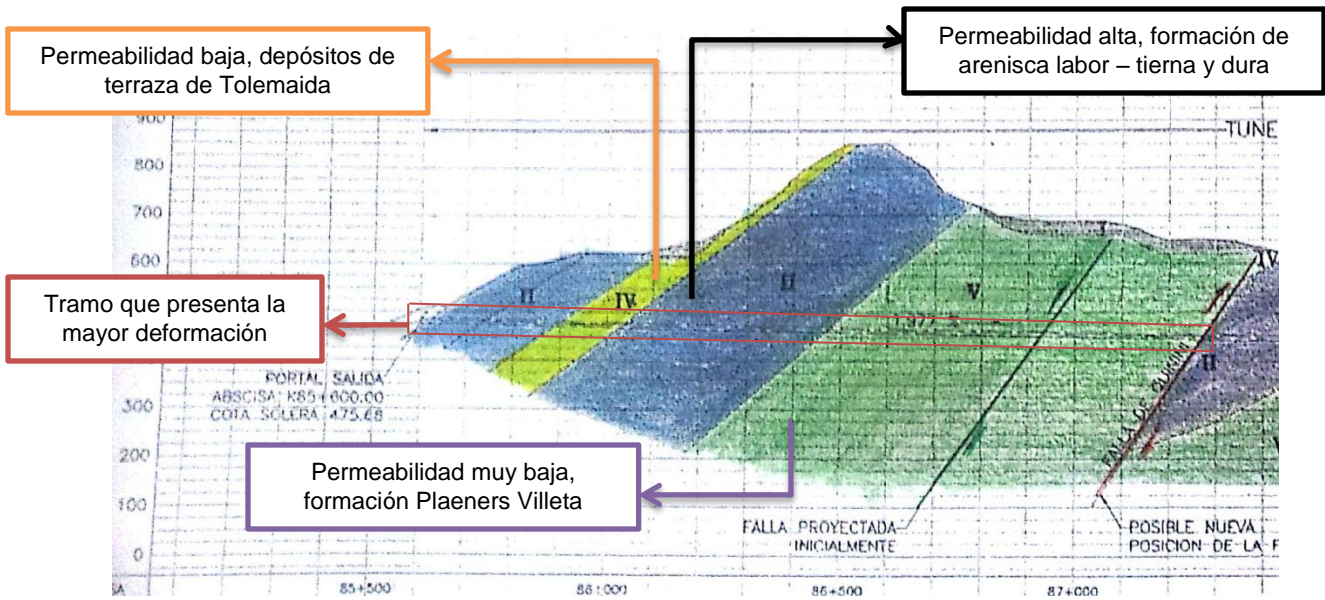 Permeabilidad baja, depósitos de
terraza de Tolemaida
Permeabilidad alta, formación de
arenisca labor – tierna y dura
900
TUNE
800
700
600
I
IV
II
IV
II
V
Tramo que presenta la
mayor deformación
II
PORTAL SALIDA
ABSCISA: K85+600.00
COTA SOLERA: 475.68
300
FALLA DE
200
Permeabilidad muy baja,
formación Plaeners Villeta
100
FALLA PROYECTADA
INICIALMENTE
POSIBLE NUEVA
POSICION DE LA F
0
85+500
86+000
86+500
87+000